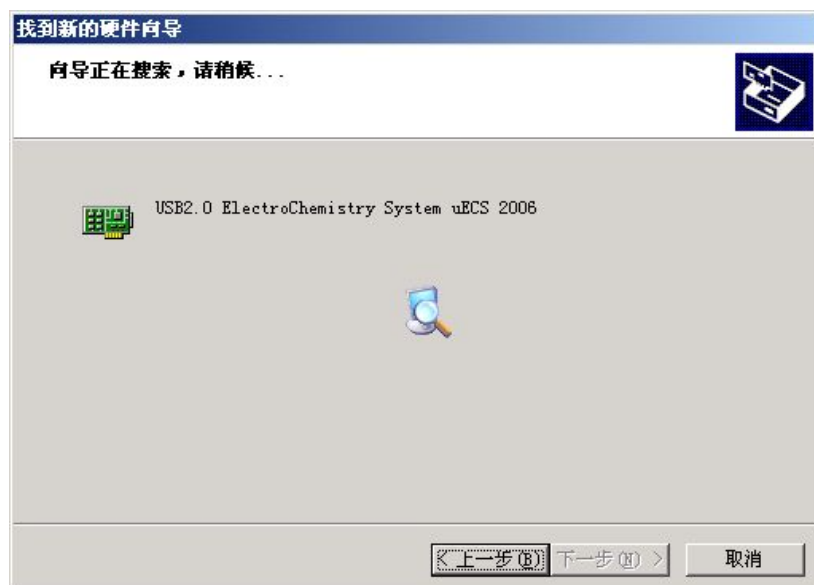 找到新的硬件向导
向导正在搜索，请稍候...
USB2.0 ElectroChemistry System uECS 2006
< 上一步(B) 下一步(N) > 取消